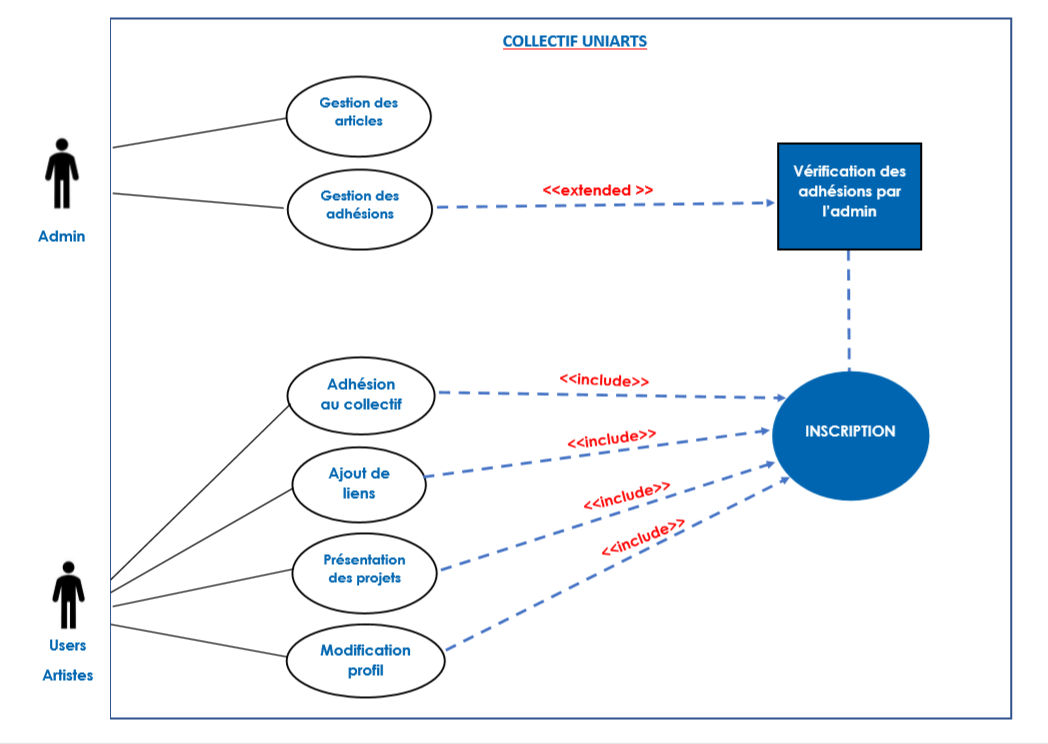 COLLECTIF UNIARTS
Gestion des
articles
Gestion des
adhésions
<<extended >>
Vérification des
adhésions par
l'admin
Admin
Adhésion
au collectif
<<include>>
INSCRIPTION
Ajout de
liens
<<include>>
Présentation
des projets
<<include>>
Modification
profil
<<include>>
Users
Artistes